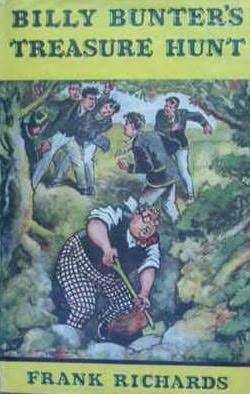 BILLY BUNTER'S
TREASURE HUNT
FRANK RICHARDS